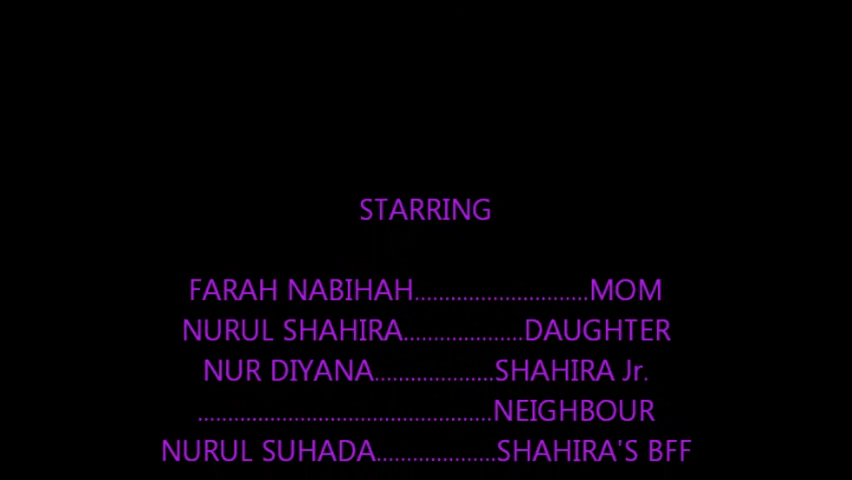 STARRING
FARAH NABIHAH.............................MOM
NURUL SHAHIRA....................DAUGHTER
NUR DIYANA....................SHAHIRA Jr.
.................................................NEIGHBOUR
NURUL SUHADA....................SHAHIRA'S BFF